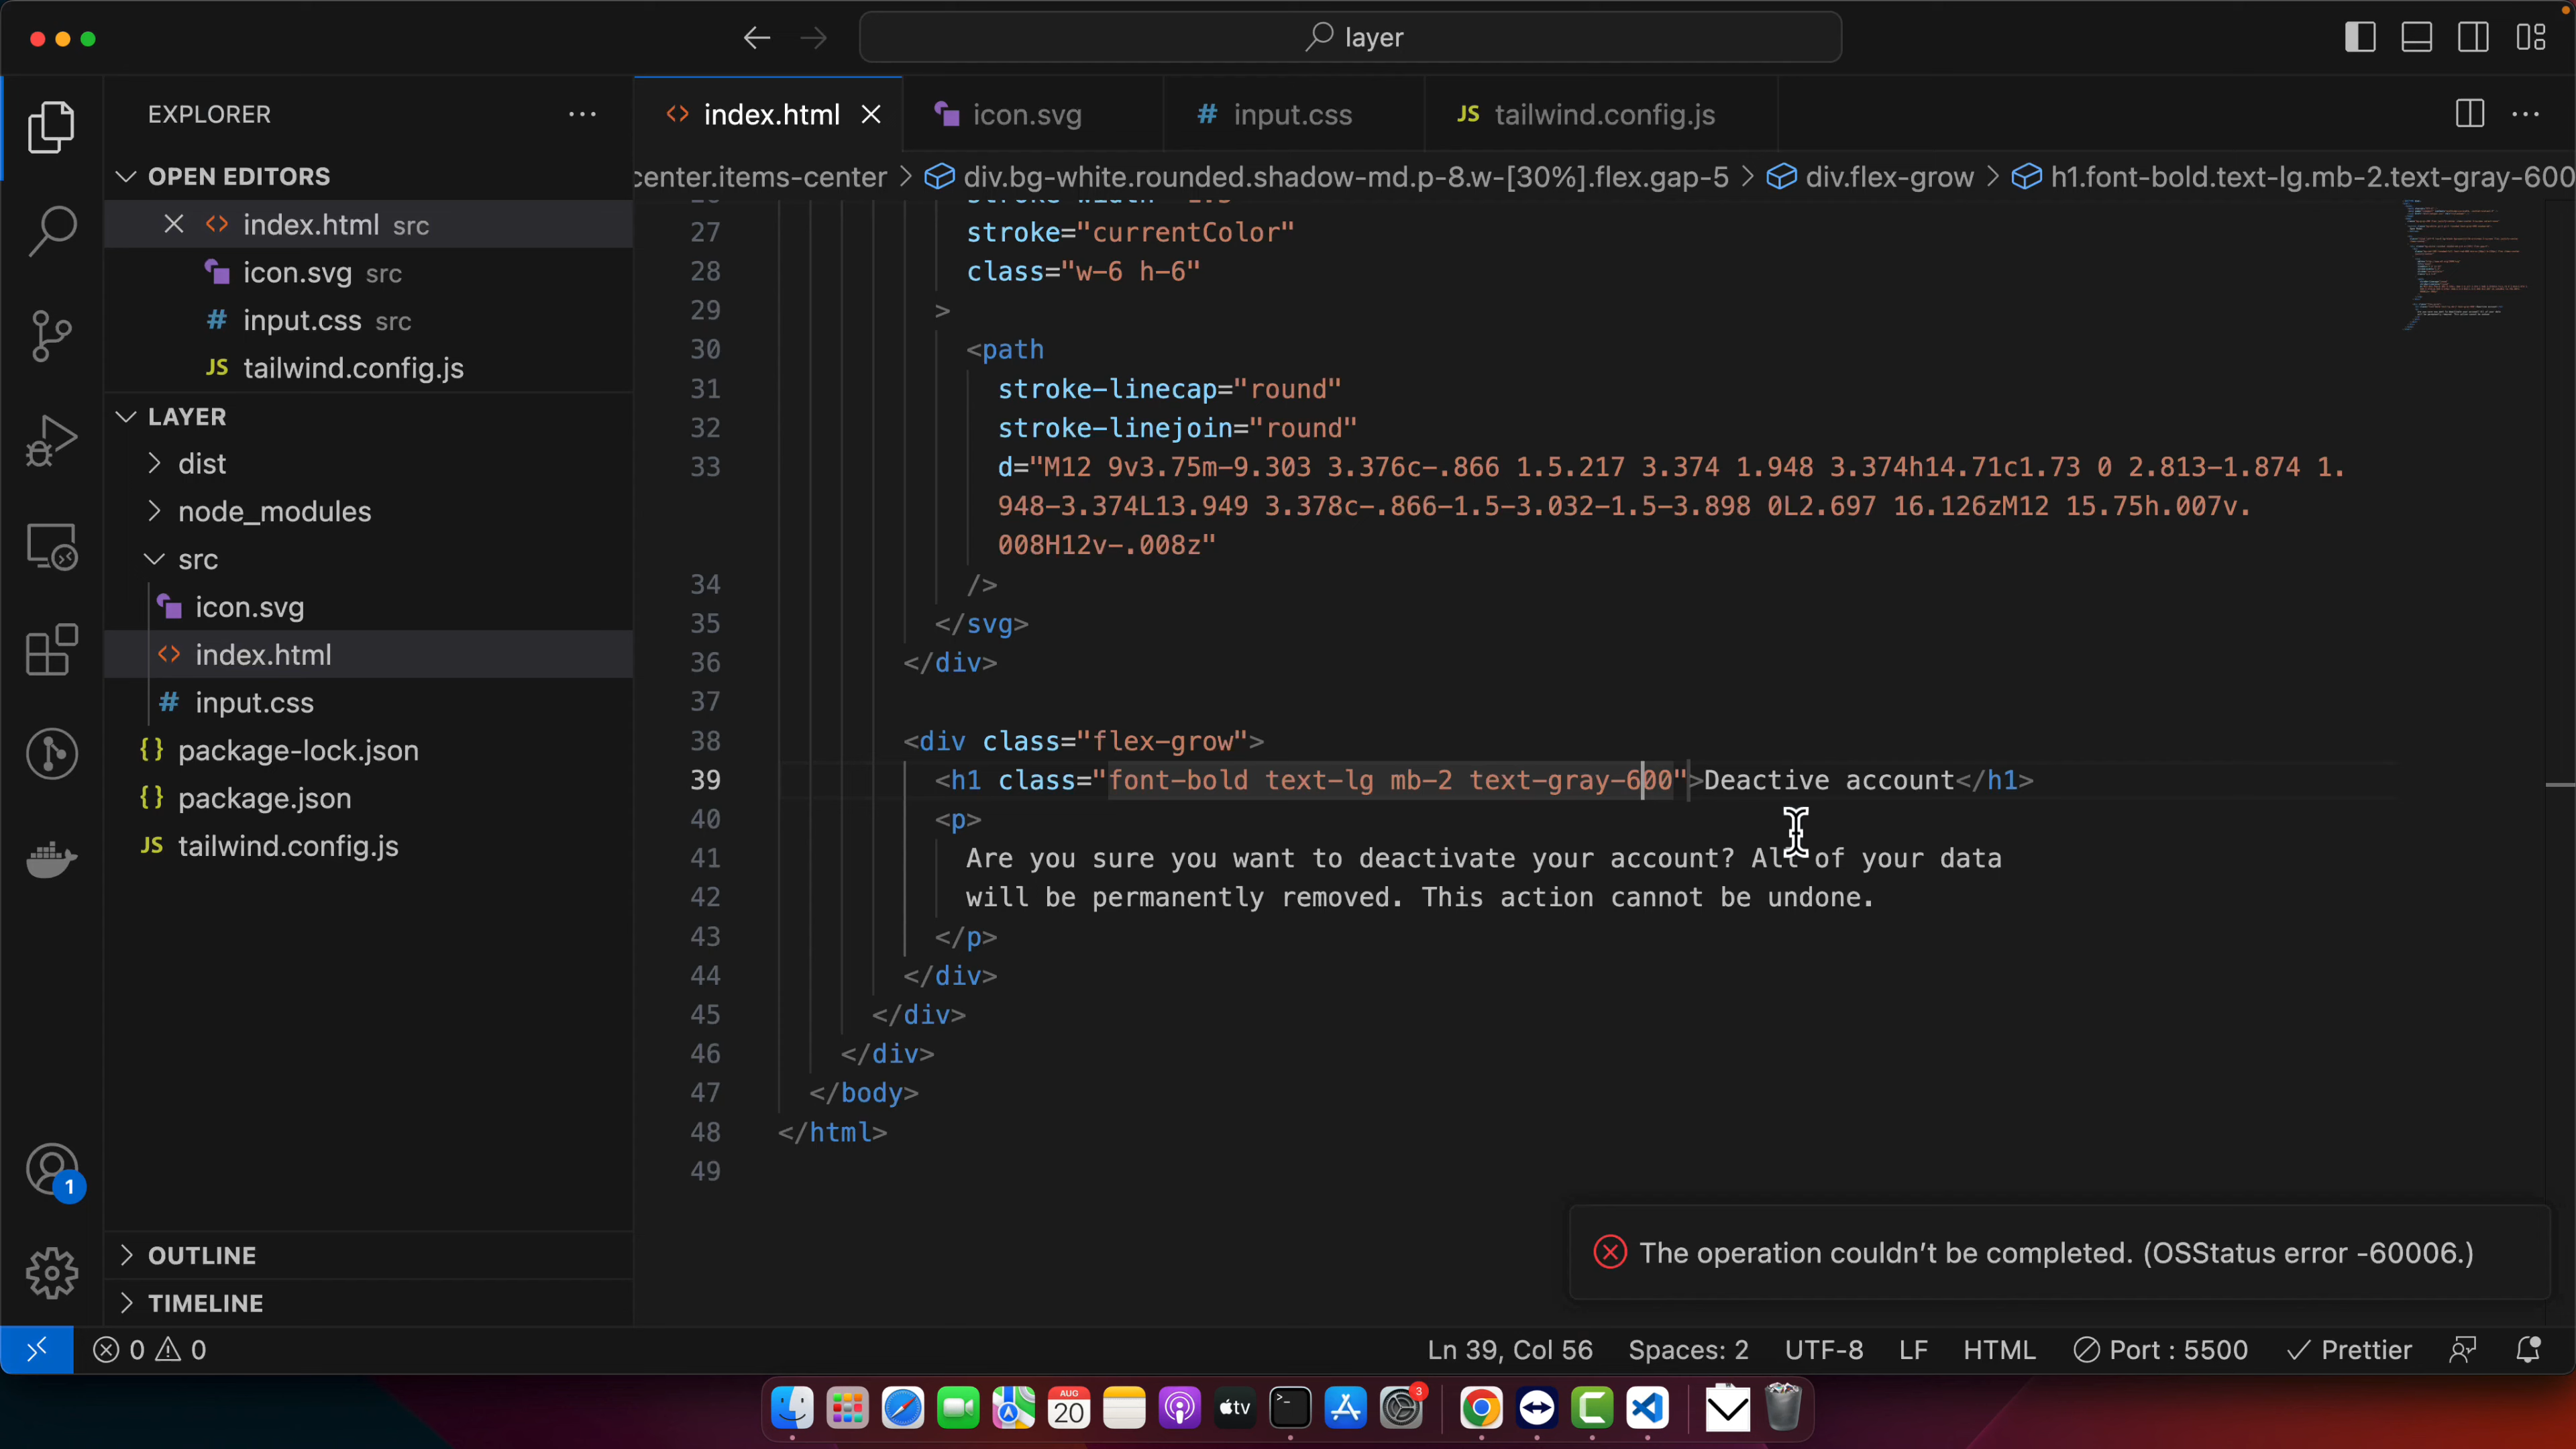 layer
EXPLORER
index.html
icon.svg
input.css
tailwind.config.js
OPEN EDITORS
center.items-center > div.bg-white.rounded.shadow-md.p-8.w-[30%].flex.gap-5 > div.flex-grow > h1.font-bold.text-lg.mb-2.text-gray-600
index.html src
icon.svg src
input.css src
tailwind.config.js
LAYER
dist
node_modules
src
icon.svg
index.html
input.css
package-lock.json
package.json
tailwind.config.js
OUTLINE
TIMELINE
27 stroke="currentColor"
28 class="w-6 h-6"
29 >
30 <path
31 stroke-linecap="round"
32 stroke-linejoin="round"
33 d="M12 9v3.75m-9.303 3.376c-.866 1.5.217 3.374 1.948 3.374h14.71c1.73 0 2.813-1.874 1.
948-3.374L13.949 3.378c-.866-1.5-3.032-1.5-3.898 0L2.697 16.126zM12 15.75h.007v.
008H12v-.008z"
34 />
35 </svg>
36 </div>
37
38 <div class="flex-grow">
39 <h1 class="font-bold text-lg mb-2 text-gray-600">Deactive account</h1>
40 <p>
41 Are you sure you want to deactivate your account? All of your data
42 will be permanently removed. This action cannot be undone.
43 </p>
44 </div>
45 </div>
46 </div>
47 </body>
48 </html>
49
The operation couldn’t be completed. (OSStatus error -60006.)
1
0 0
Ln 39, Col 56
Spaces: 2
UTF-8
LF
HTML
Port : 5500
Prettier
AUG
20
tv
3